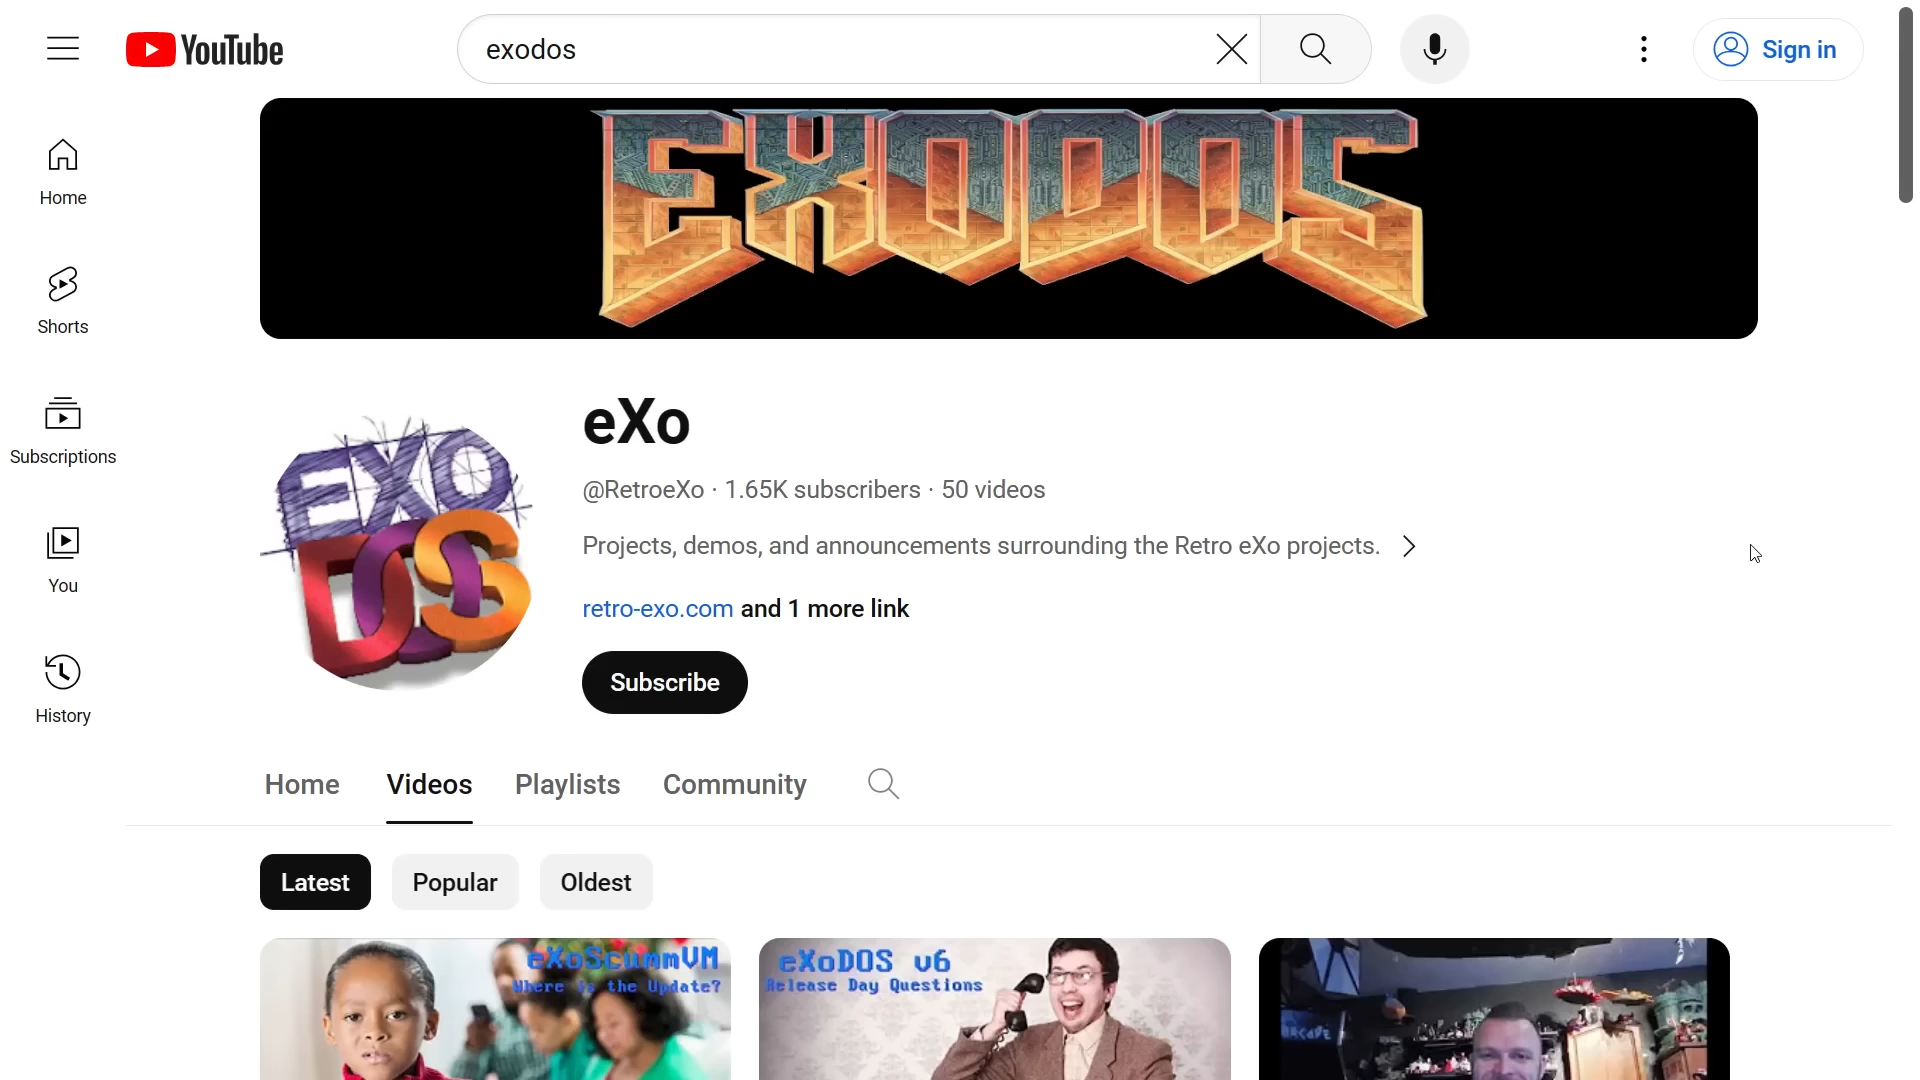 YouTube
exodos
Sign in
Home
Shorts
Subscriptions
You
History
EXODOS
EXO
DOS
eXo
@RetroeXo · 1.65K subscribers · 50 videos
Projects, demos, and announcements surrounding the Retro eXo projects.
retro-exo.com and 1 more link
Subscribe
Home Videos Playlists Community
Latest Popular Oldest
eXoScummVM
Where is the Update?
eXoDOS v6
Release Day Questions
ARCADE